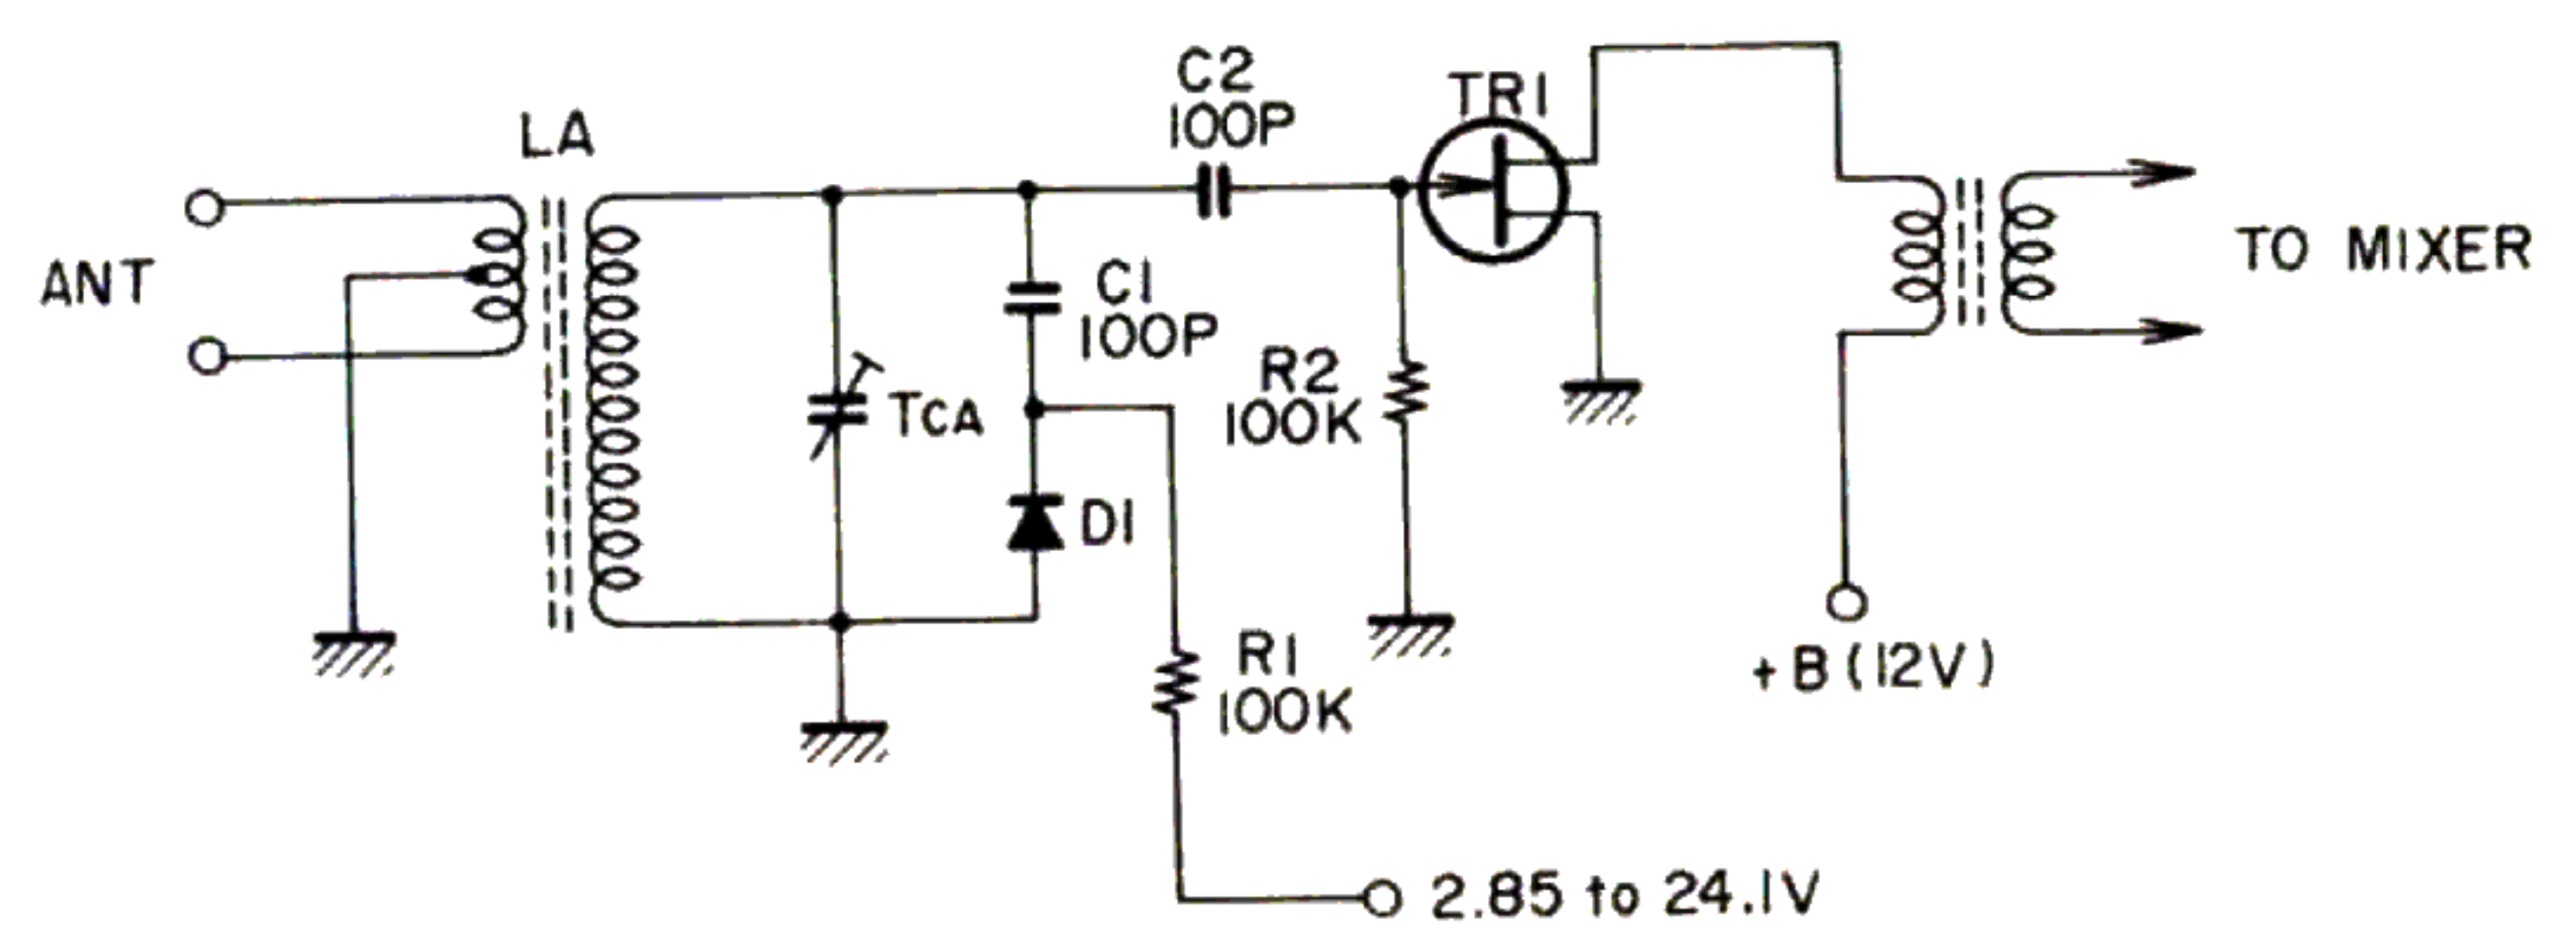 LA
ANT
C2
100P
TR1
C1
100P
TCA
R2
100K
D1
R1
100K
TO MIXER
+B(12V)
2.85 to 24.1V